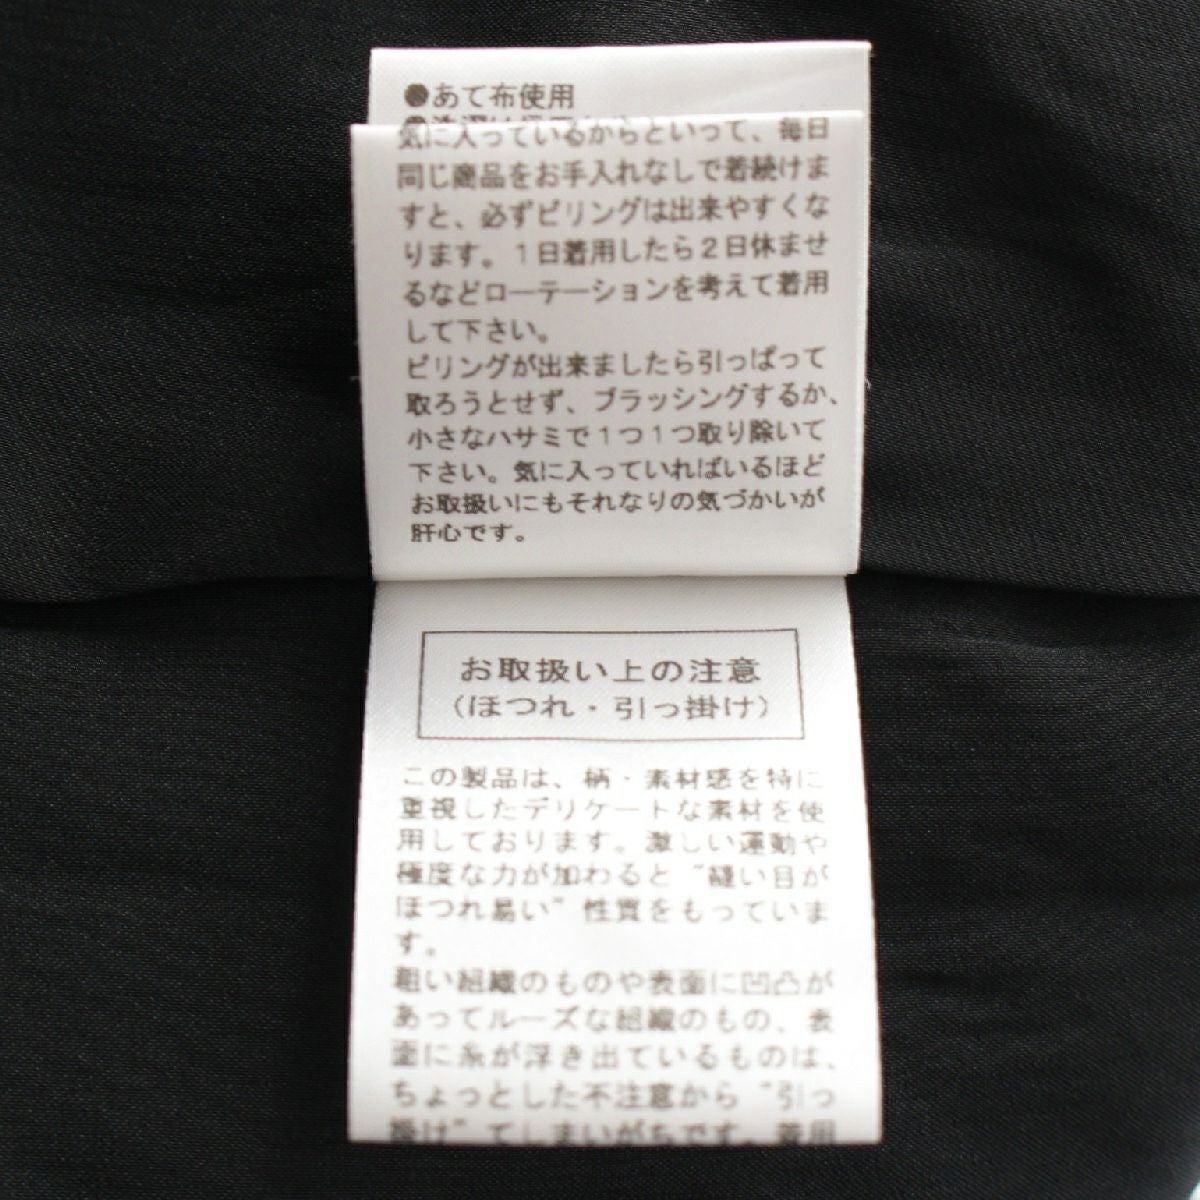 ●あて布使用
気に入っているからといって、毎日
同じ商品をお手入れなしで着続けま
すと、必ずピリングは出来やすくな
ります。1日着用したら2日休ませ
るなどローテーションを考えて着用
して下さい。
ピリングが出来ましたら引っぱって
取ろうとせず、ブラッシングするか、
小さなハサミで1つ1つ取り除いて
下さい。気に入っていればいるほど
お取扱いにもそれなりの気づかいが
肝心です。
お取扱い上の注意
（ほつれ・引っ掛け）
この製品は、柄・素材感を特に
重視したデリケートな素材を使
用しております。激しい運動や
極度な力が加わると“縫い目が
ほつれ易い”性質をもっていま
す。
粗い組織のものや表面に凹凸が
あってルーズな組織のもの、表
面に糸が浮き出ているものは、
ちょっとした不注意から“引っ
掛け”てしまいがちです。着用